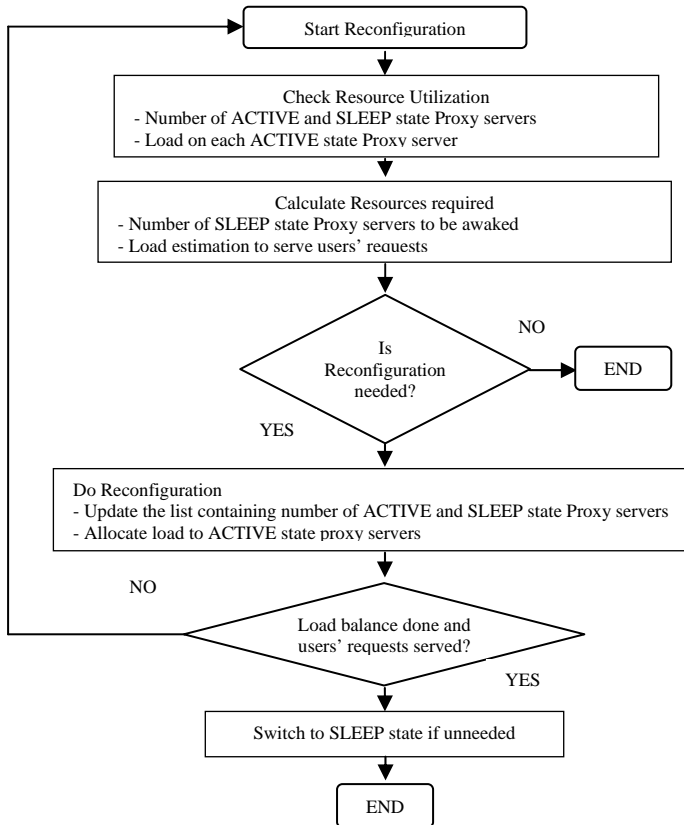 Start Reconfiguration
Check Resource Utilization
- Number of ACTIVE and SLEEP state Proxy servers
- Load on each ACTIVE state Proxy server
Calculate Resources required
- Number of SLEEP state Proxy servers to be awaked
- Load estimation to serve users' requests
NO
Is
Reconfiguration
needed?
END
YES
Do Reconfiguration
- Update the list containing number of ACTIVE and SLEEP state Proxy servers
- Allocate load to ACTIVE state proxy servers
NO
Load balance done and
users' requests served?
YES
Switch to SLEEP state if unneeded
END